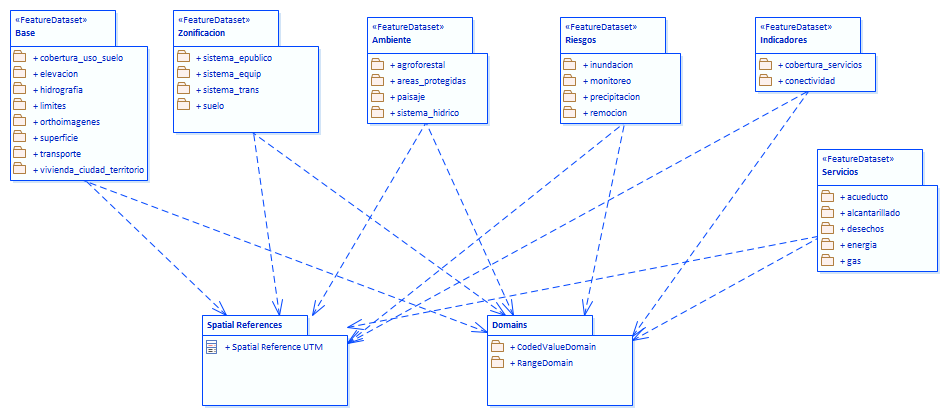 «FeatureDataset»
Base
+ cobertura_uso_suelo
+ elevacion
+ hidrografia
+ limites
+ orthoimagenes
+ superficie
+ transporte
+ vivienda_ciudad_territorio
«FeatureDataset»
Zonificacion
+ sistema_epublico
+ sistema_equip
+ sistema_trans
+ suelo
«FeatureDataset»
Ambiente
+ agroforestal
+ areas_protegidas
+ paisaje
+ sistema_hidrico
«FeatureDataset»
Riesgos
+ inundacion
+ monitoreo
+ precipitacion
+ remocion
«FeatureDataset»
Indicadores
+ cobertura_servicios
+ conectividad
«FeatureDataset»
Servicios
+ acueducto
+ alcantarillado
+ desechos
+ energia
+ gas
Spatial References
+ Spatial Reference UTM
Domains
+ CodedValueDomain
+ RangeDomain